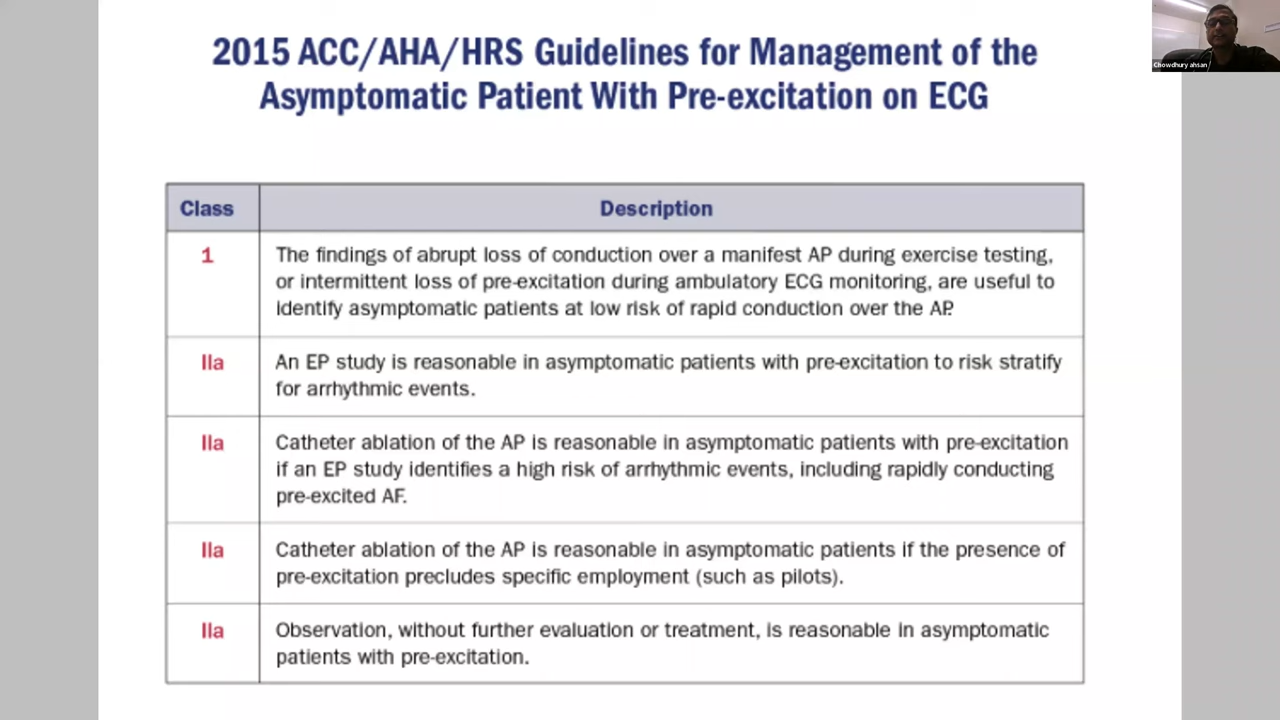 2015 ACC/AHA/HRS Guidelines for Management of the
Asymptomatic Patient With Pre-excitation on ECG
Chowdhury ahsan
Class
Description
1
The findings of abrupt loss of conduction over a manifest AP during exercise testing,
or intermittent loss of pre-excitation during ambulatory ECG monitoring, are useful to
identify asymptomatic patients at low risk of rapid conduction over the AP.
IIa
An EP study is reasonable in asymptomatic patients with pre-excitation to risk stratify
for arrhythmic events.
IIa
Catheter ablation of the AP is reasonable in asymptomatic patients with pre-excitation
if an EP study identifies a high risk of arrhythmic events, including rapidly conducting
pre-excited AF.
IIa
Catheter ablation of the AP is reasonable in asymptomatic patients if the presence of
pre-excitation precludes specific employment (such as pilots).
IIa
Observation, without further evaluation or treatment, is reasonable in asymptomatic
patients with pre-excitation.